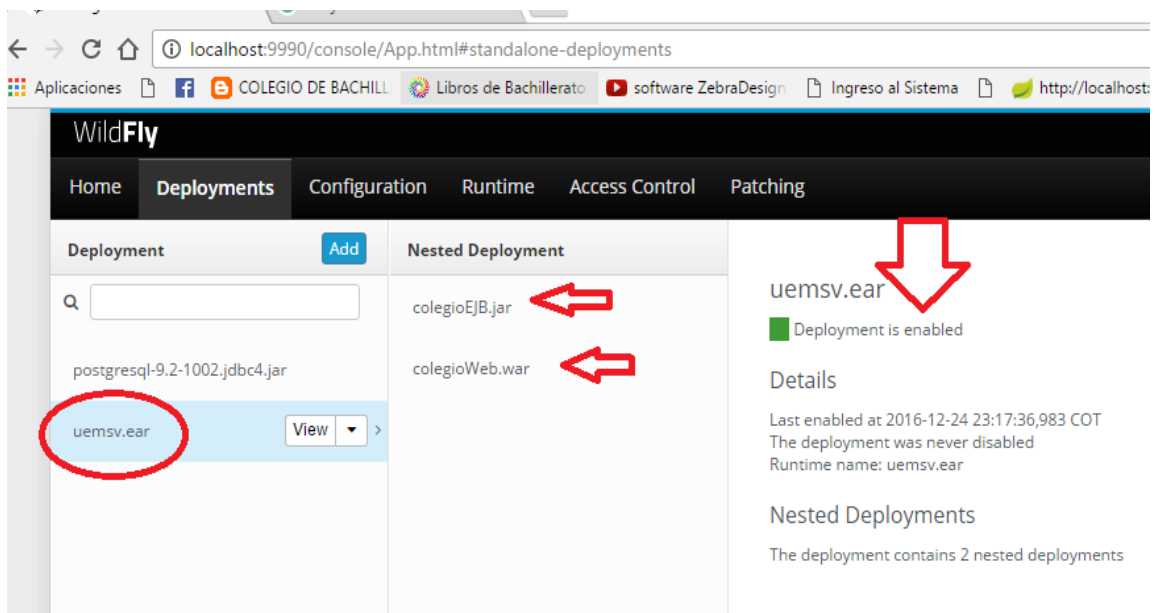 localhost:9990/console/App.html#standalone-deployments
Aplicaciones COLEGIO DE BACHILL Libros de Bachillerato software ZebraDesign Ingreso al Sistema http://localhost:
WildFly
Home Deployments Configuration Runtime Access Control Patching
Deployment Add Nested Deployment
uemsv.ear
colegioEJB.jar
Deployment is enabled
postgresql-9.2-1002.jdbc4.jar colegioWeb.war
Details
uemsv.ear View
Last enabled at 2016-12-24 23:17:36,983 COT
The deployment was never disabled
Runtime name: uemsv.ear
Nested Deployments
The deployment contains 2 nested deployments